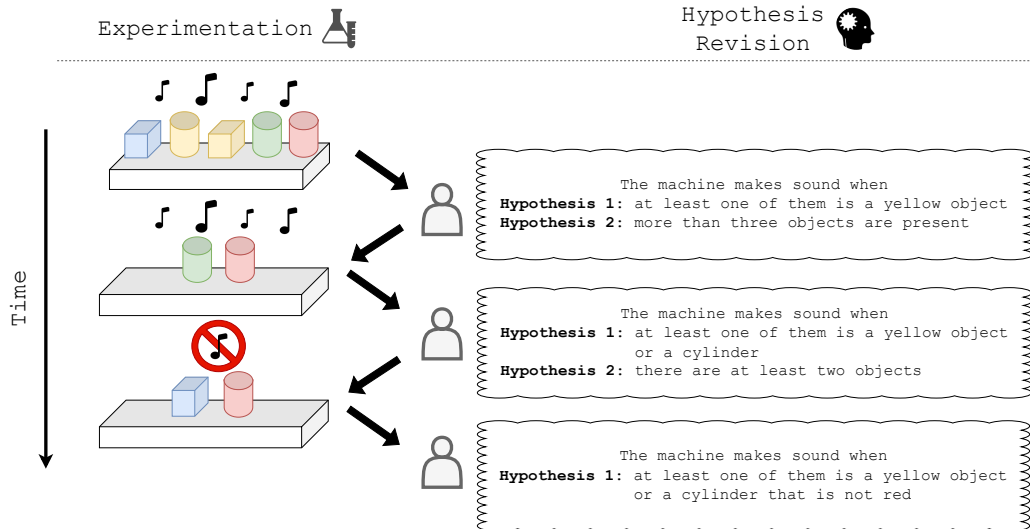 Experimentation
Hypothesis
Revision
Time
The machine makes sound when
Hypothesis 1: at least one of them is a yellow object
Hypothesis 2: more than three objects are present
The machine makes sound when
Hypothesis 1: at least one of them is a yellow object
or a cylinder
Hypothesis 2: there are at least two objects
The machine makes sound when
Hypothesis 1: at least one of them is a yellow object
or a cylinder that is not red